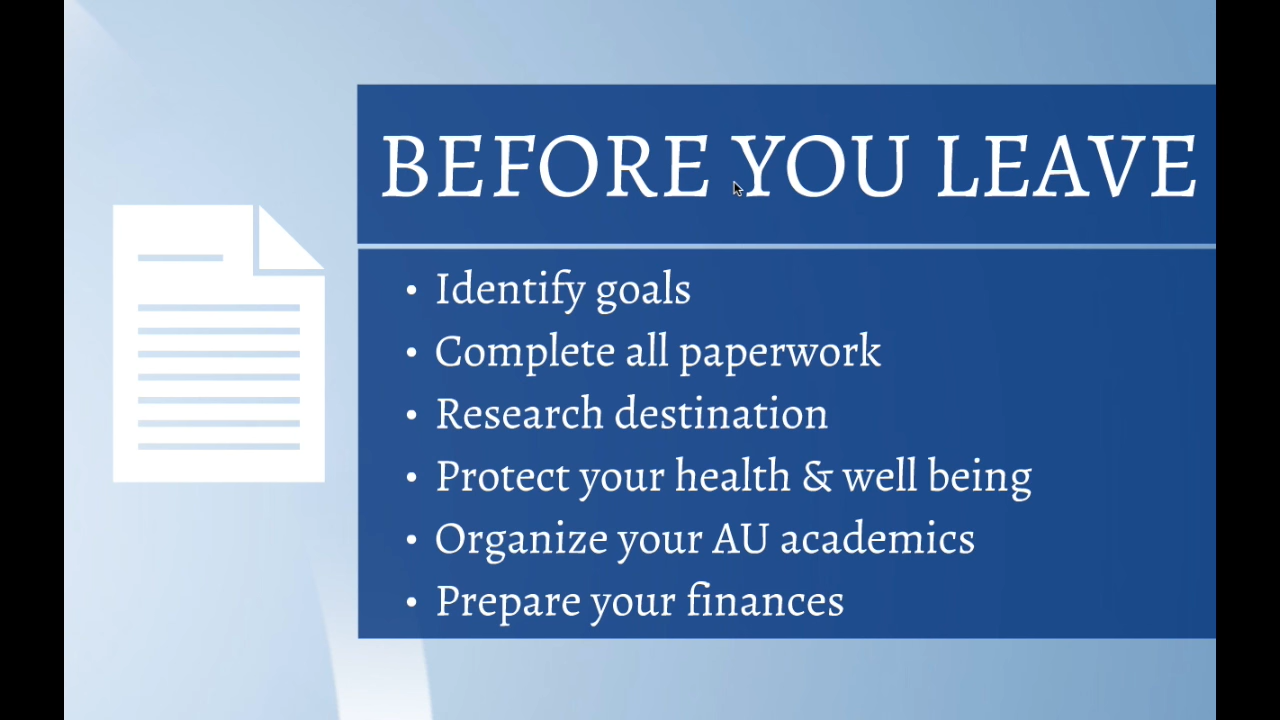 BEFORE YOU LEAVE
• Identify goals
• Complete all paperwork
• Research destination
• Protect your health & well being
• Organize your AU academics
• Prepare your finances